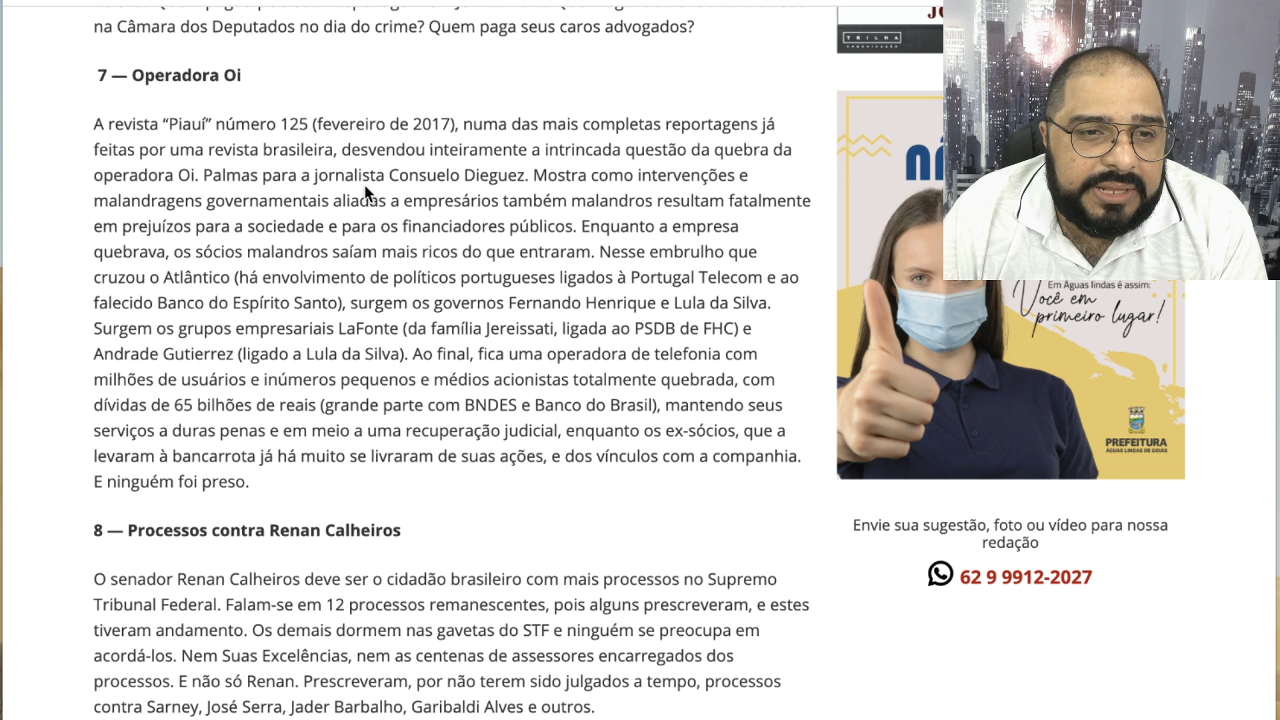 na Câmara dos Deputados no dia do crime? Quem paga seus caros advogados?
7 — Operadora Oi
A revista “Piauí” número 125 (fevereiro de 2017), numa das mais completas reportagens já
feitas por uma revista brasileira, desvendou inteiramente a intrincada questão da quebra da
operadora Oi. Palmas para a jornalista Consuelo Dieguez. Mostra como intervenções e
malandragens governamentais aliadas a empresários também malandros resultam fatalmente
em prejuízos para a sociedade e para os financiadores públicos. Enquanto a empresa
quebrava, os sócios malandros saíam mais ricos do que entraram. Nesse embrulho que
cruzou o Atlântico (há envolvimento de políticos portugueses ligados à Portugal Telecom e ao
falecido Banco do Espírito Santo), surgem os governos Fernando Henrique e Lula da Silva.
Surgem os grupos empresariais LaFonte (da família Jereissati, ligada ao PSDB de FHC) e
Andrade Gutierrez (ligado a Lula da Silva). Ao final, fica uma operadora de telefonia com
milhões de usuários e inúmeros pequenos e médios acionistas totalmente quebrada, com
dívidas de 65 bilhões de reais (grande parte com BNDES e Banco do Brasil), mantendo seus
serviços a duras penas e em meio a uma recuperação judicial, enquanto os ex-sócios, que a
levaram à bancarrota já há muito se livraram de suas ações, e dos vínculos com a companhia.
E ninguém foi preso.
8 — Processos contra Renan Calheiros
O senador Renan Calheiros deve ser o cidadão brasileiro com mais processos no Supremo
Tribunal Federal. Falam-se em 12 processos remanescentes, pois alguns prescreveram, e estes
tiveram andamento. Os demais dormem nas gavetas do STF e ninguém se preocupa em
acordá-los. Nem Suas Excelências, nem as centenas de assessores encarregados dos
processos. E não só Renan. Prescreveram, por não terem sido julgados a tempo, processos
contra Sarney, José Serra, Jader Barbalho, Garibaldi Alves e outros.
TRILHA
Em Águas lindas é assim:
Você em
primeiro lugar!
PREFEITURA
ÁGUAS LINDAS DE GOIÁS
Envie sua sugestão, foto ou vídeo para nossa
redação
62 9 9912-2027